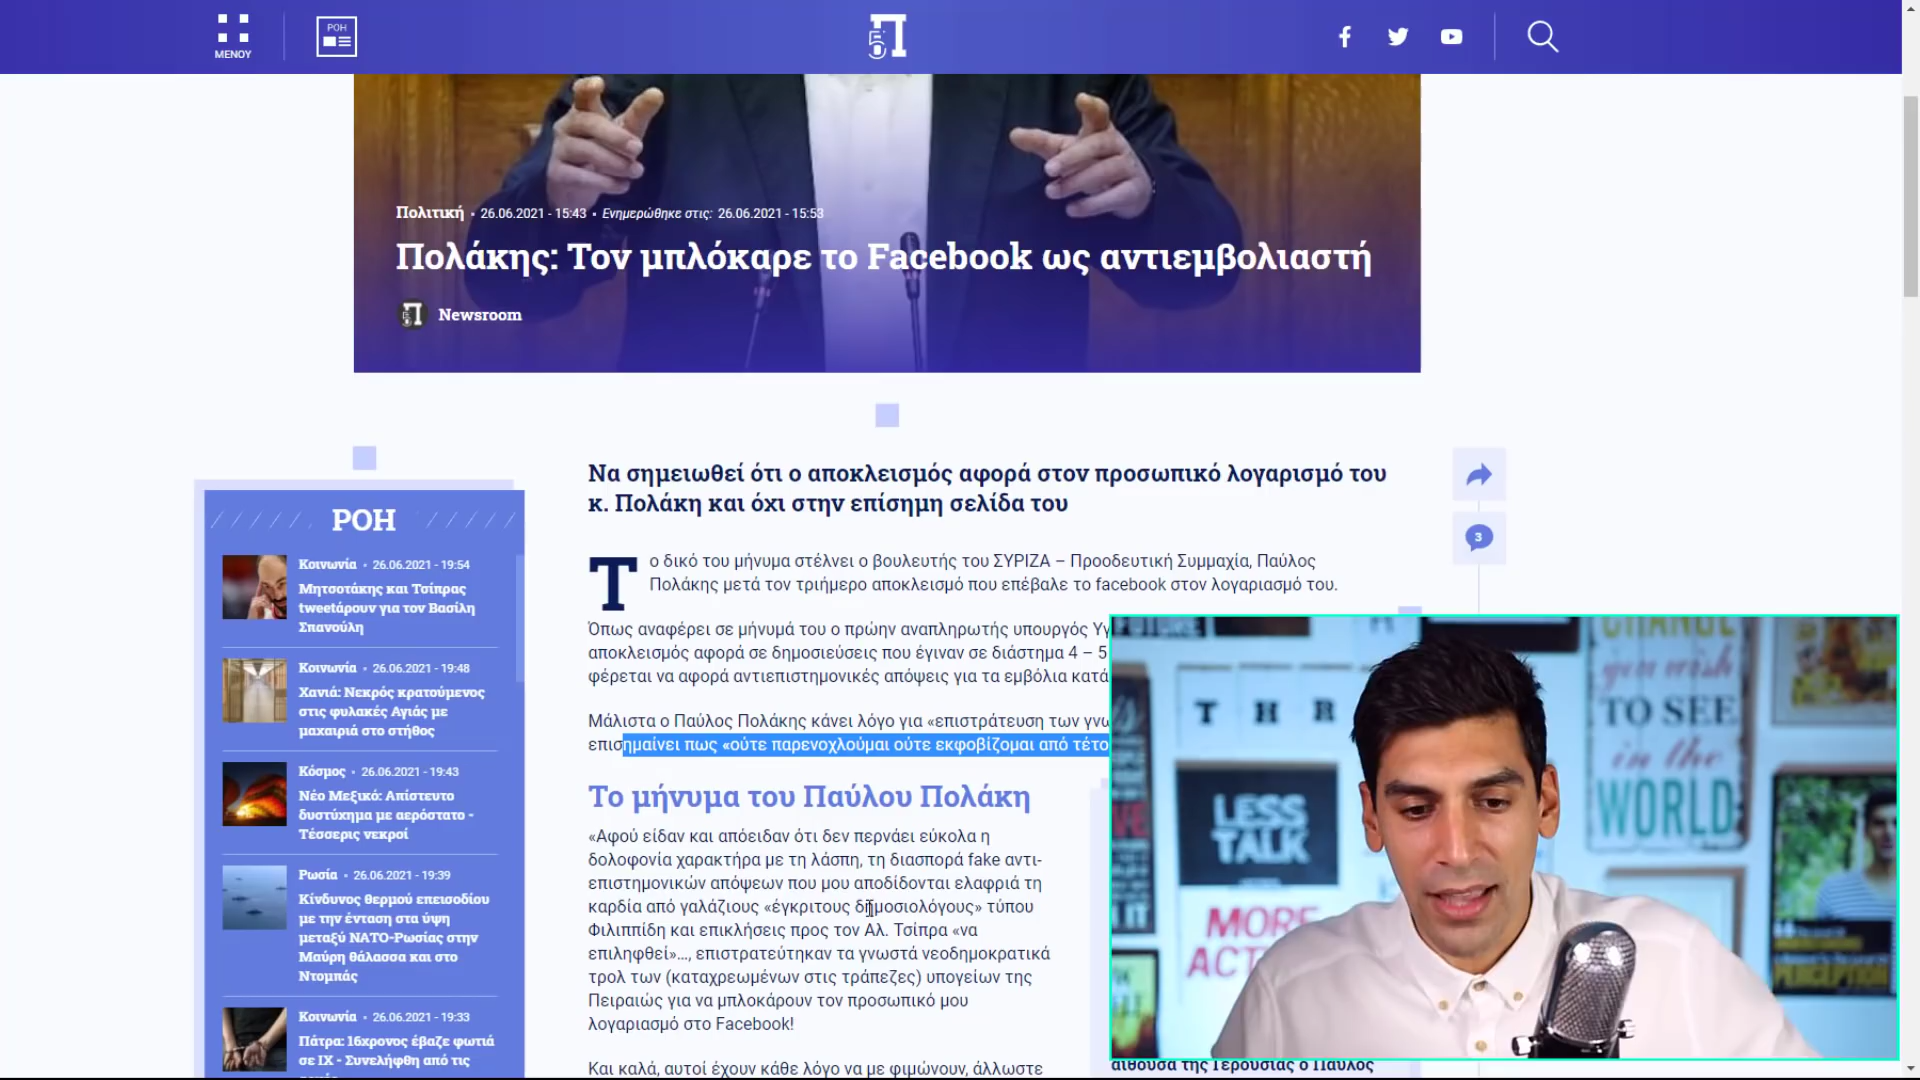 ΜΕΝΟΥ
ΡΟΗ
Πολιτική • 26.06.2021 - 15:43 • Ενημερώθηκε στις: 26.06.2021 - 15:53
Πολάκης: Τον μπλόκαρε το Facebook ως αντιεμβολιαστή
Newsroom
Να σημειωθεί ότι ο αποκλεισμός αφορά στον προσωπικό λογαρισμό του
κ. Πολάκη και όχι στην επίσημη σελίδα του
ΡΟΗ
Κοινωνία • 26.06.2021 - 19:54
Μητσοτάκης και Τσίπρας
tweetάρουν για τον Βασίλη
Σπανούλη
Κοινωνία • 26.06.2021 - 19:48
Χανιά: Νεκρός κρατούμενος
στις φυλακές Αγιάς με
μαχαιριά στο στήθος
Κόσμος • 26.06.2021 - 19:43
Νέο Μεξικό: Απίστευτο
δυστύχημα με αερόστατο -
Τέσσερις νεκροί
Ρωσία • 26.06.2021 - 19:39
Κίνδυνος θερμού επεισοδίου
με την ένταση στα ύψη
μεταξύ ΝΑΤΟ-Ρωσίας στην
Μαύρη θάλασσα και στο
Ντομπάς
Κοινωνία • 26.06.2021 - 19:33
Πάτρα: 16χρονος έβαζε φωτιά
σε ΙΧ - Συνελήφθη από τις
Το δικό του μήνυμα στέλνει ο βουλευτής του ΣΥΡΙΖΑ – Προοδευτική Συμμαχία, Παύλος
Πολάκης μετά τον τριήμερο αποκλεισμό που επέβαλε το facebook στον λογαριασμό του.
Όπως αναφέρει σε μήνυμά του ο πρώην αναπληρωτής υπουργός
αποκλεισμός αφορά σε δημοσιεύσεις που έγιναν σε διάστημα 4 – 5
φέρεται να αφορά αντιεπιστημονικές απόψεις για τα εμβόλια
Μάλιστα ο Παύλος Πολάκης κάνει λόγο για «επιστράτευση των
επισημαίνει πως «ούτε παρενοχλούμαι ούτε εκφοβίζομαι από
Το μήνυμα του Παύλου Πολάκη
«Αφού είδαν και απόειδαν ότι δεν περνάει εύκολα η
δολοφονία χαρακτήρα με τη λάσπη, τη διασπορά fake αντι-
επιστημονικών απόψεων που μου αποδίδονται ελαφριά τη
καρδία από γαλάζιους «έγκριτους δημοσιολόγους» τύπου
Φιλιππίδη και επικλήσεις προς τον Αλ. Τσίπρα «να
επιληφθεί»…, επιστρατεύτηκαν τα γνωστά νεοδημοκρατικά
τρολ των (καταχρεωμένων στις τράπεζες) υπογείων της
Πειραιώς για να μπλοκάρουν τον προσωπικό μου
λογαριασμό στο Facebook!
Και καλά, αυτοί έχουν κάθε λόγο να με φιμώνουν, άλλωστε
3
CHANGE
you wish
TO SEE
in the
WORLD
THR
LESS
TALK
MORE
PERCEPTION
αίθουσα της Γερουσίας ο Παύλος